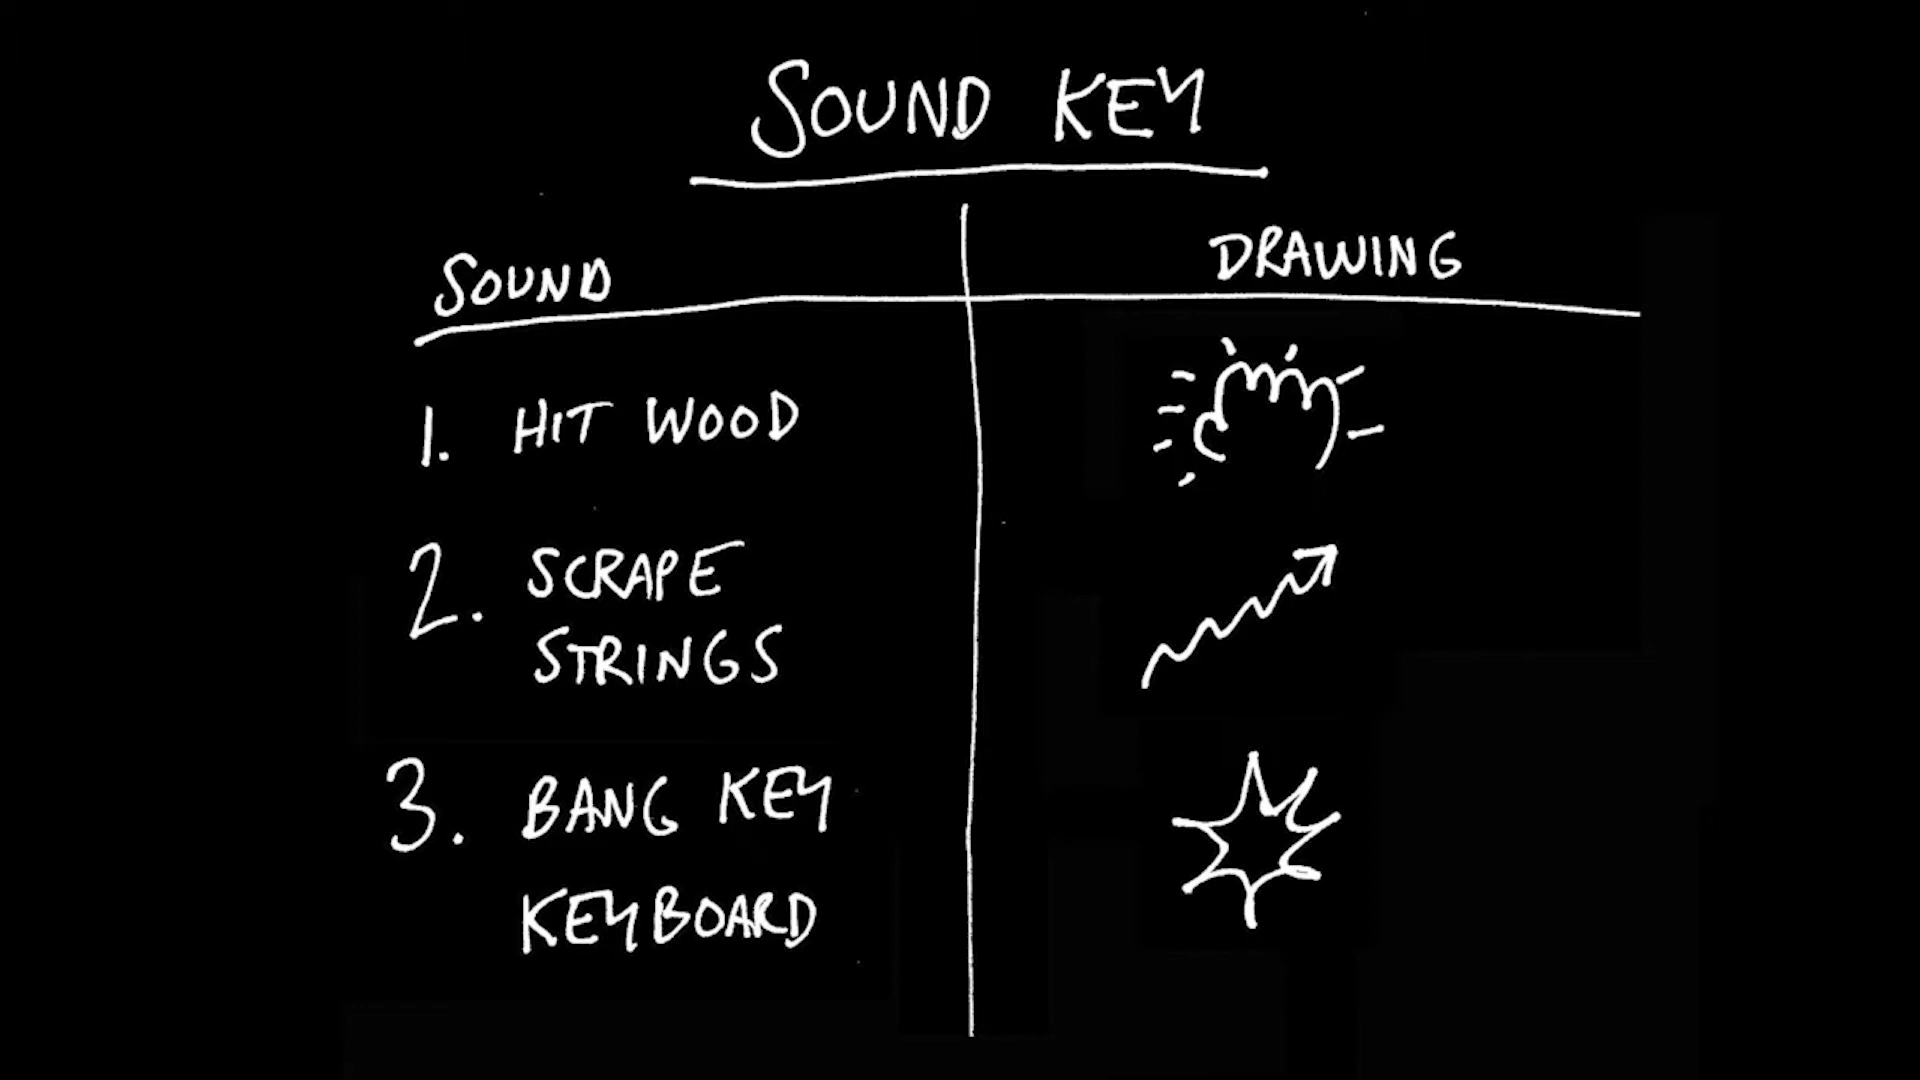 SOUND KEY
SOUND
DRAWING
1. HIT WOOD
2. SCRAPE
STRINGS
3. BANG KEY
KEYBOARD